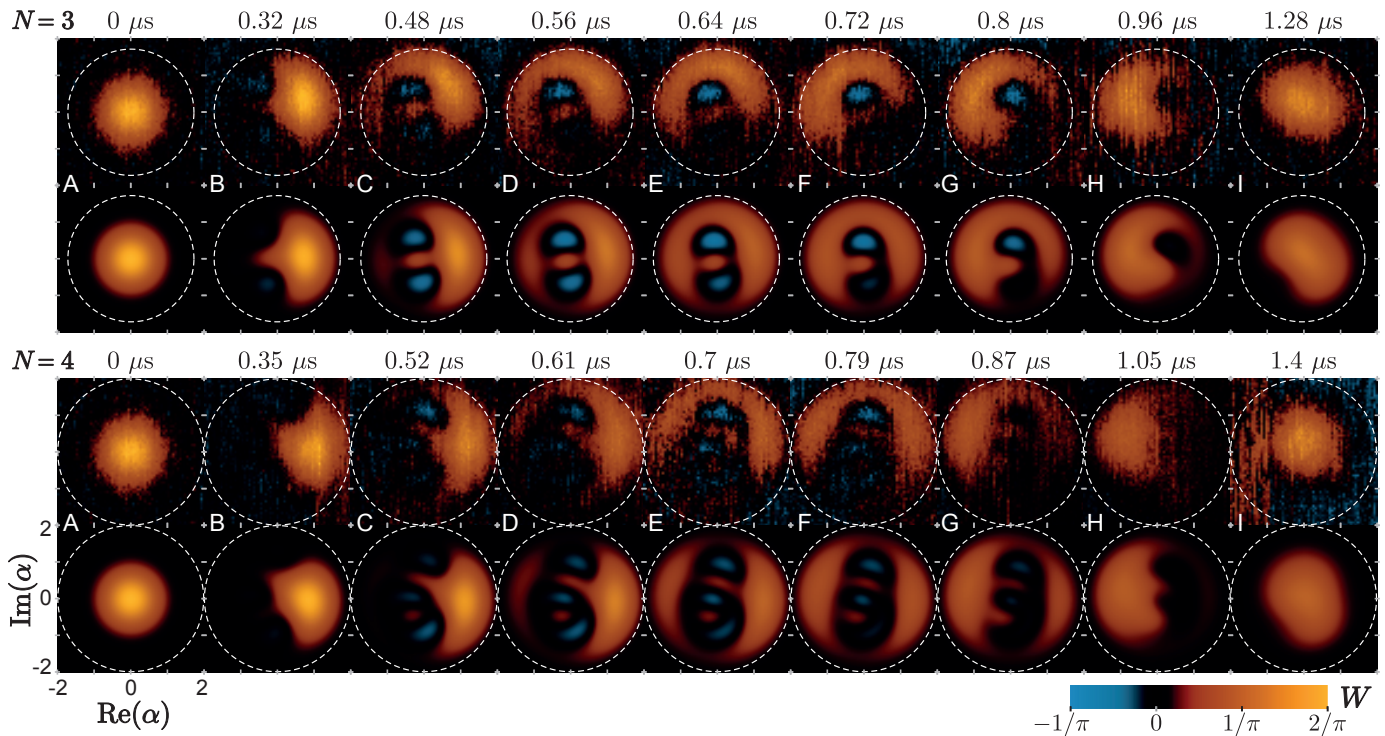 N = 3 0 μs 0.32 μs 0.48 μs 0.56 μs 0.64 μs 0.72 μs 0.8 μs 0.96 μs 1.28 μs
A B C D E F G H I
N = 4 0 μs 0.35 μs 0.52 μs 0.61 μs 0.7 μs 0.79 μs 0.87 μs 1.05 μs 1.4 μs
A B C D E F G H I
2
Im(α)
0
-2
-2 0 2
Re(α)
W
−1/π 0 1/π 2/π